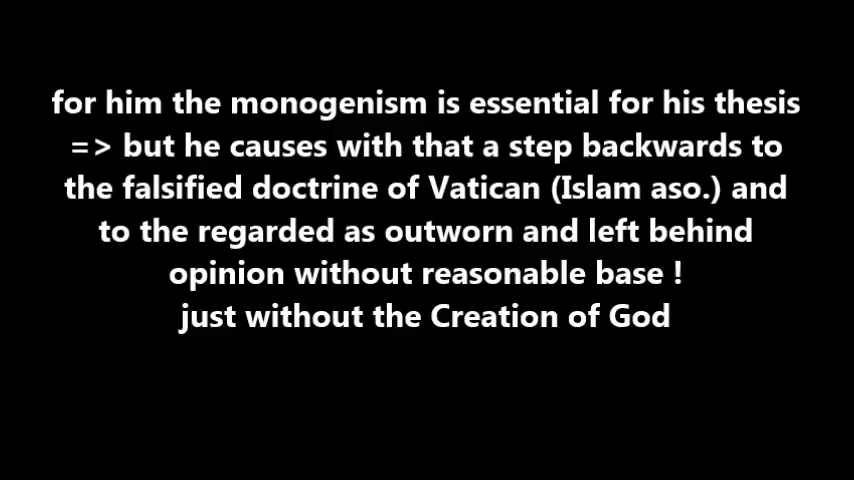 for him the monogenism is essential for his thesis
=> but he causes with that a step backwards to
the falsified doctrine of Vatican (Islam aso.) and
to the regarded as outworn and left behind
opinion without reasonable base !
just without the Creation of God